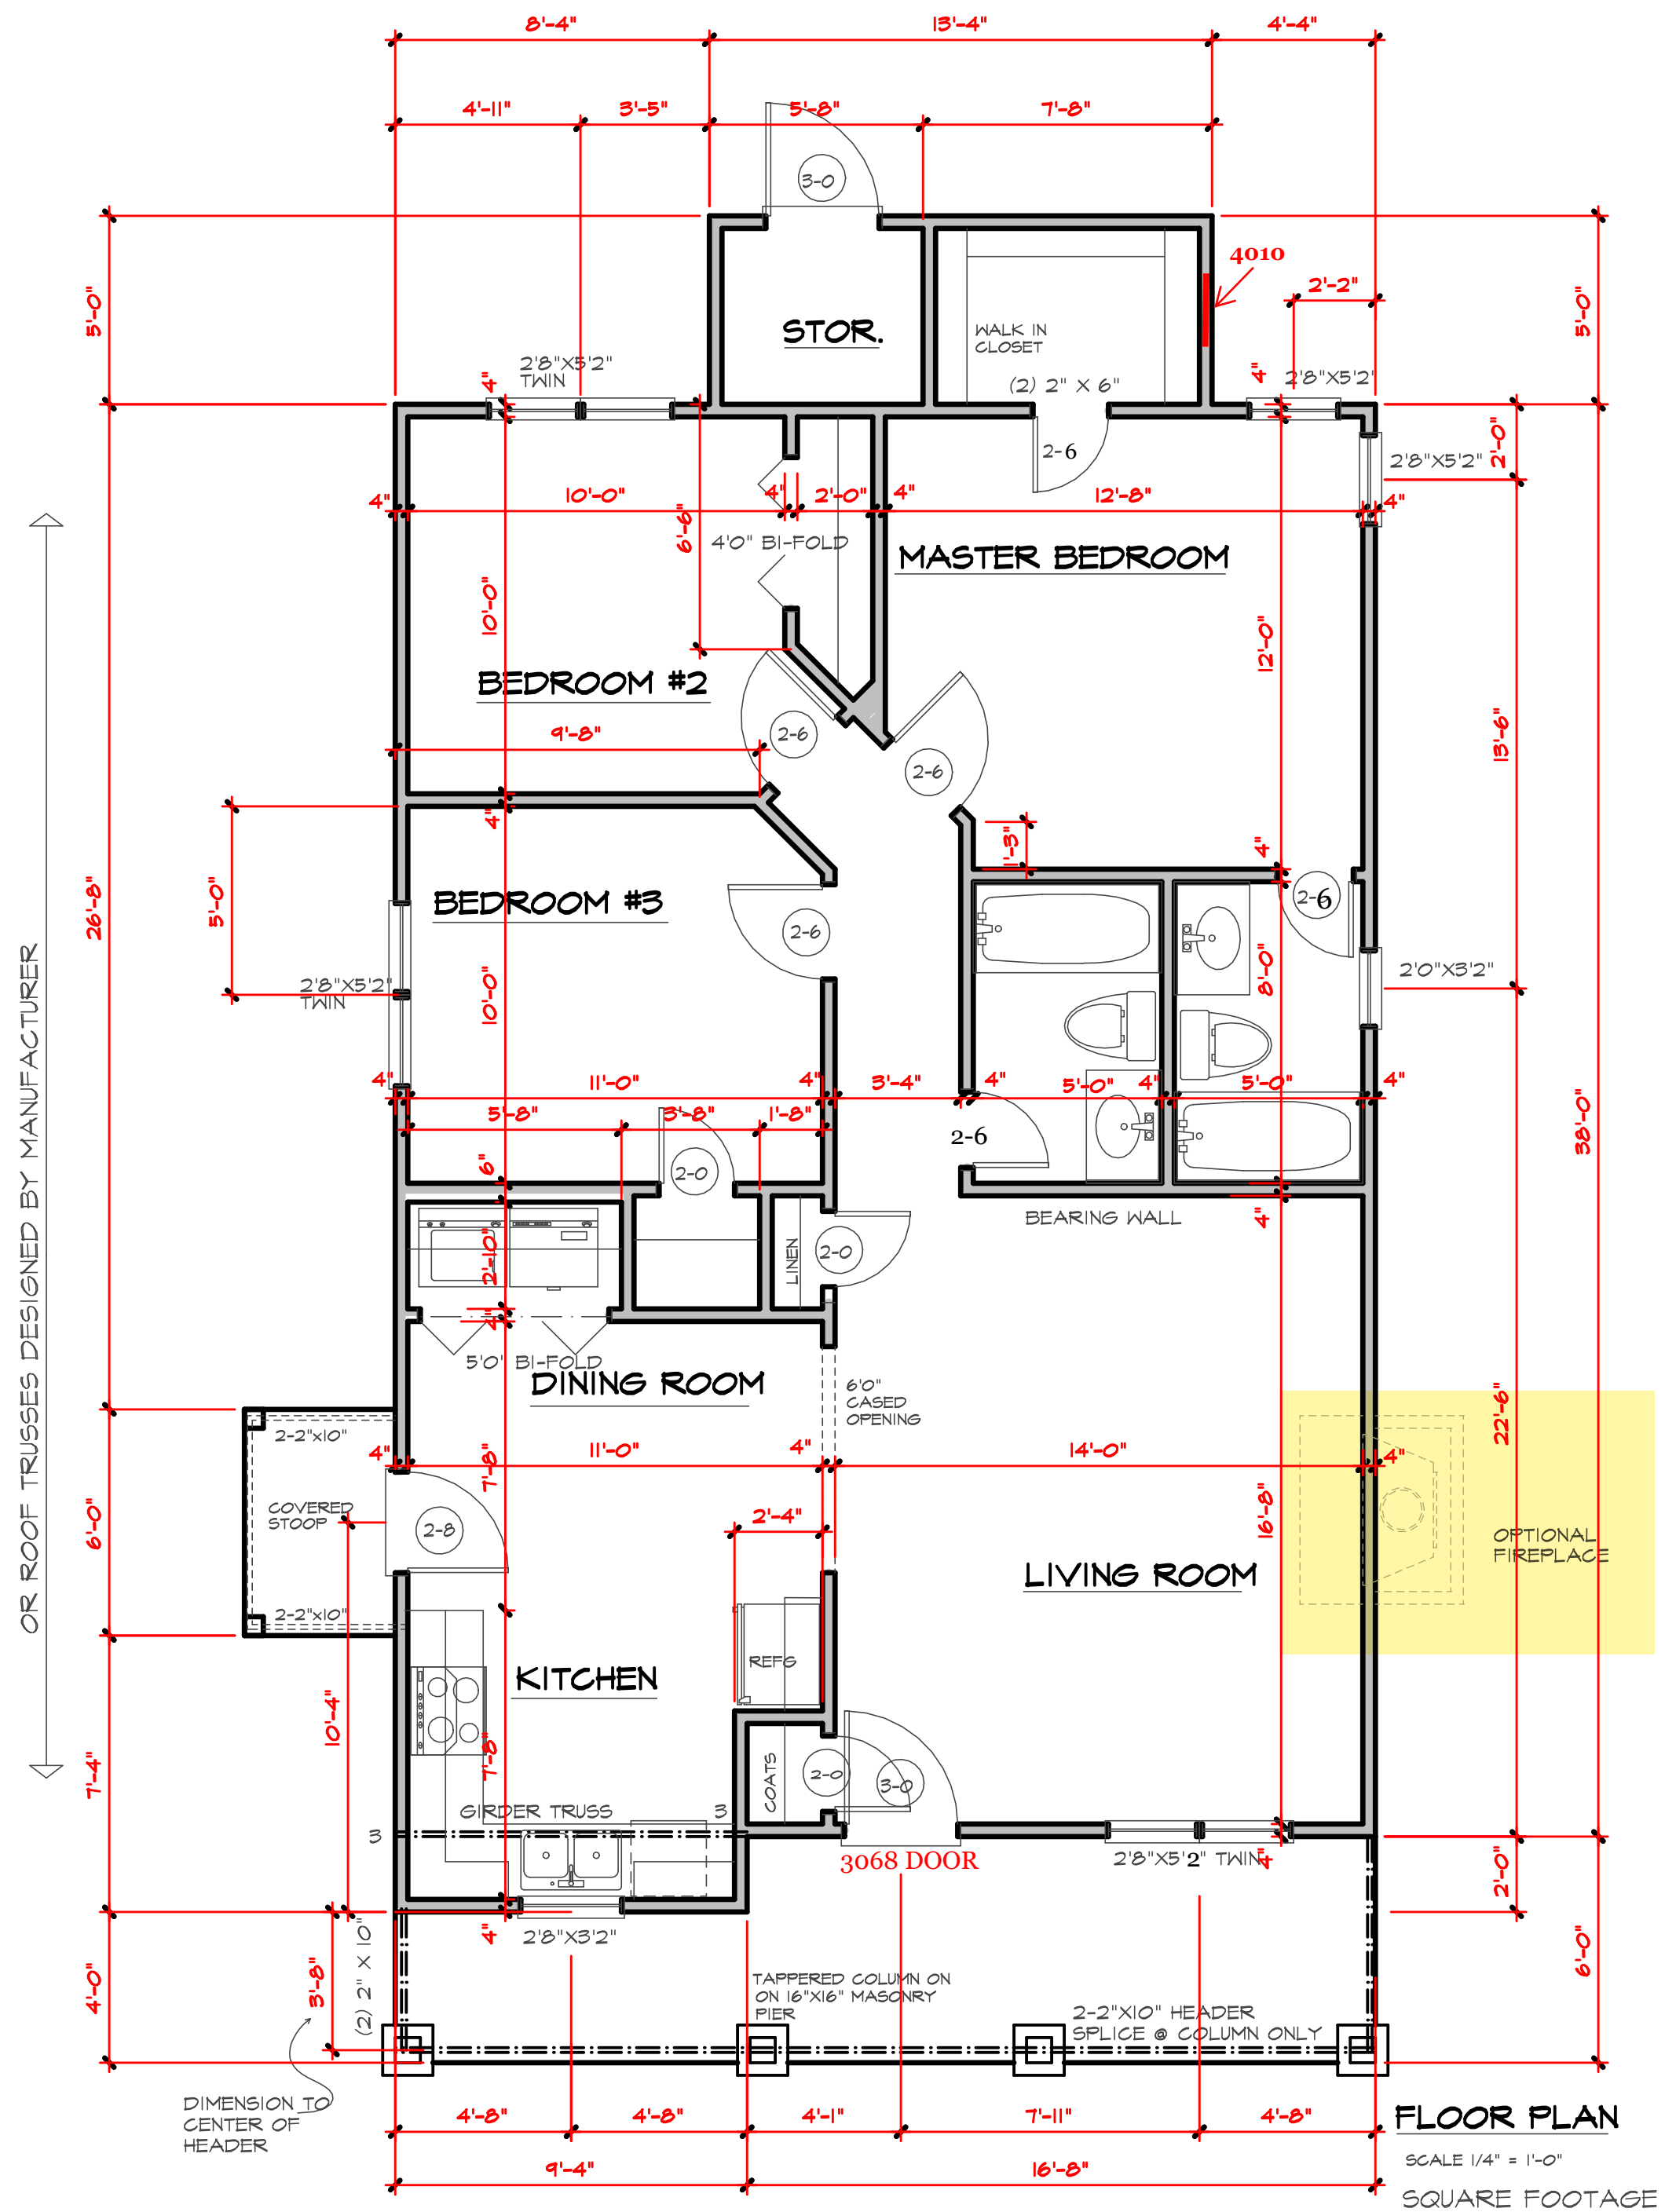 8'-4"
13'-4"
4'-4"
4'-11"
3'-5"
5'-8"
7'-8"
3-0
4010
2'-2"
5'-0"
5'-0"
STOR.
WALK IN
CLOSET
(2) 2" X 6"
2'8"X5'2"
TWIN
4"
4"
2'8"X5'2'
2-6
2'8"X5'2"
2'-0"
4"
10'-0"
4"
2'-0"
4"
12'-8"
4"
6'-6"
4'0" BI-FOLD
MASTER BEDROOM
10'-0"
12'-0"
BEDROOM #2
9'-8"
2-6
2-6
13'-6"
4"
1'-3"
4"
26'-8"
5'-0"
BEDROOM #3
2-6
2-6
2'8"X5'2"
TWIN
10'-0"
8'-0"
2'0"X3'2"
4"
11'-0"
4"
3'-4"
4"
5'-0"
4"
5'-0"
4"
38'-0"
5'-8"
3'-8"
1'-8"
2-6
6"
2-0
BEARING WALL
4"
LINEN
2-0
2'-10"
4"
5'0" BI-FOLD
DINING ROOM
6'0"
CASED
OPENING
22'-6"
2-2"x10"
4"
11'-0"
4"
14'-0"
4"
7'-8"
16'-8"
COVERED
STOOP
2-8
2'-4"
6'-0"
OPTIONAL
FIREPLACE
LIVING ROOM
2-2"x10"
REFG
KITCHEN
10'-4"
7'-4"
7'-8"
COATS
2-0
3-0
GIRDER TRUSS
3
3
3068 DOOR
2'8"X5'2" TWIN
4"
2'-0"
4"
2'8"X3'2"
(2) 2" X 10"
3'-8"
4'-0"
6'-0"
TAPPERED COLUMN ON
ON 16"X16" MASONRY
PIER
2-2"X10" HEADER
SPLICE @ COLUMN ONLY
DIMENSION TO
CENTER OF
HEADER
4'-8"
4'-8"
4'-1"
7'-11"
4'-8"
9'-4"
16'-8"
OR ROOF TRUSSES DESIGNED BY MANUFACTURER
FLOOR PLAN
SCALE 1/4" = 1'-0"
SQUARE FOOTAGE